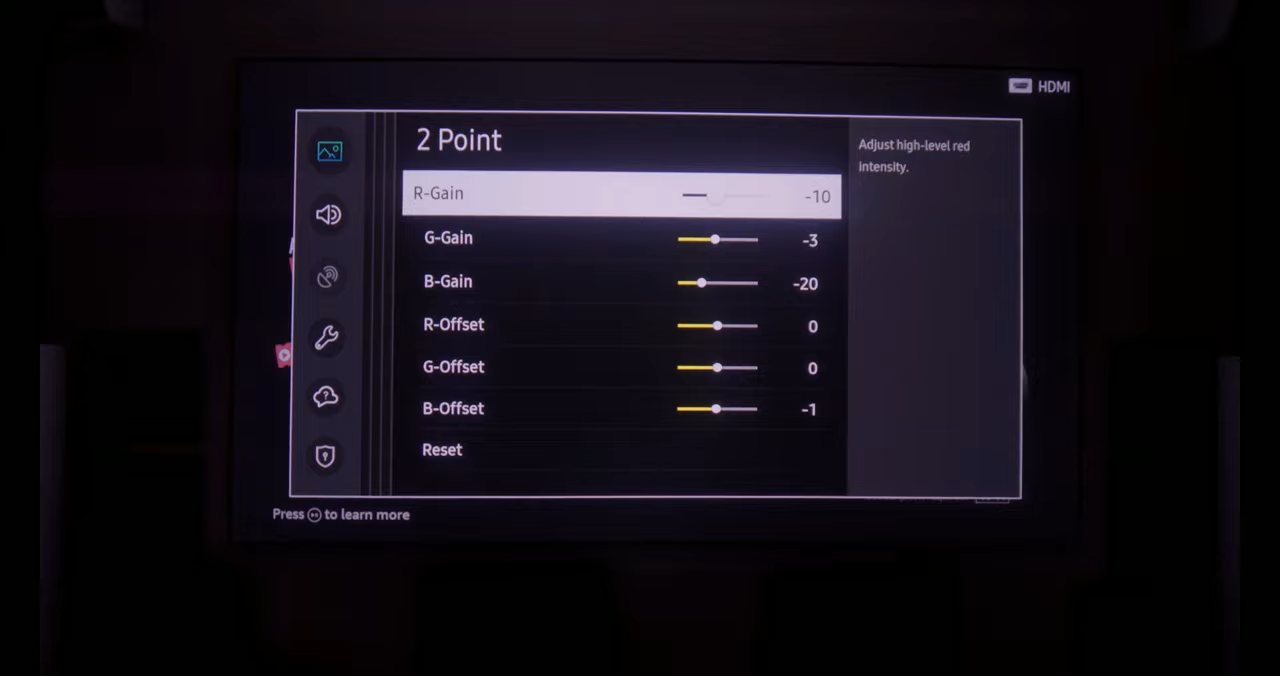 HDMI
2 Point
Adjust high-level red
intensity.
R-Gain -10
G-Gain -3
B-Gain -20
R-Offset 0
G-Offset 0
B-Offset -1
Reset
Press to learn more